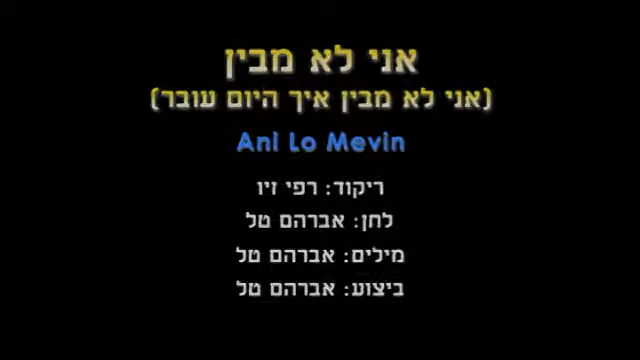 אני לא מבין
(אני לא מבין איך היום עובר)
Ani Lo Mevin
ריקוד: רפי זיו
לחן: אברהם טל
מילים: אברהם טל
ביצוע: אברהם טל